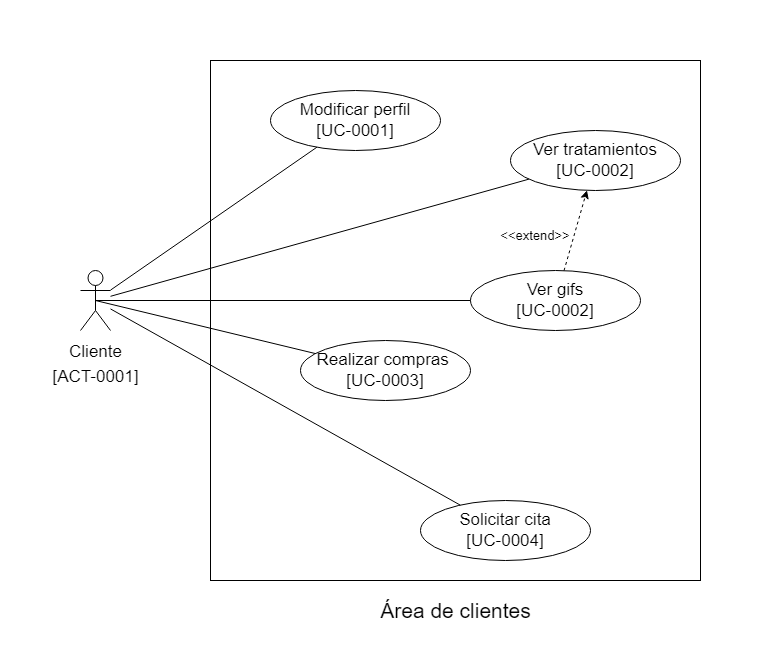 Modificar perfil
[UC-0001]
Ver tratamientos
[UC-0002]
<<extend>>
Ver gifs
[UC-0002]
Cliente
[ACT-0001]
Realizar compras
[UC-0003]
Solicitar cita
[UC-0004]
Área de clientes